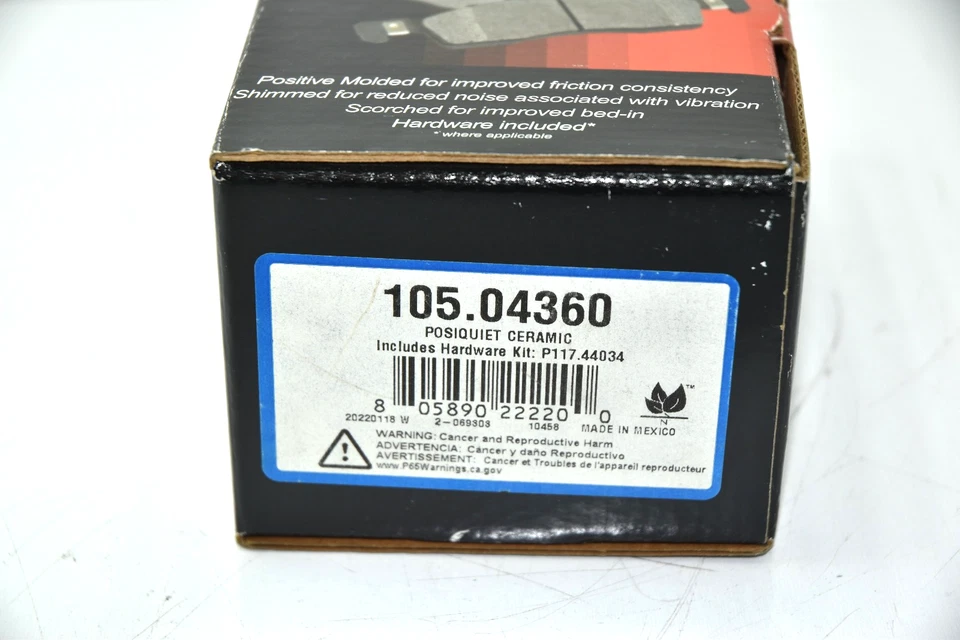 Positive Molded for improved friction consistency
Shimmed for reduced noise associated with vibration
Scorched for improved bed-in
Hardware included*
*where applicable
105.04360
POSIQUIET CERAMIC
Includes Hardware Kit: P117.44034
8 05890 22220 0
20220118 W 2-069303 10458 MADE IN MEXICO
N
TM
WARNING: Cancer and Reproductive Harm
ADVERTENCIA: Cáncer y daño Reproductivo
AVERTISSEMENT: Cancer et Troubles de l'appareil reproducteur
www.P65Warnings.ca.gov